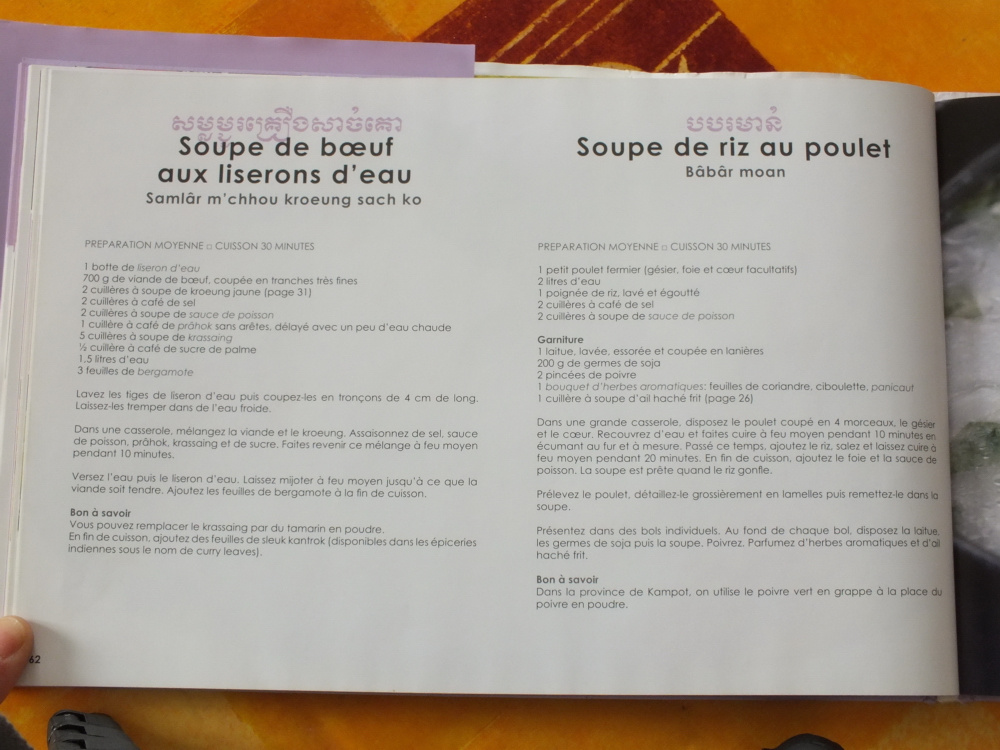 សម្លម្ជូរគ្រឿងសាច់គោ
Soupe de bœuf
aux liserons d’eau
Samlâr m’chhou kroeung sach ko
PREPARATION MOYENNE □ CUISSON 30 MINUTES
1 botte de liseron d’eau
700 g de viande de bœuf, coupée en tranches très fines
2 cuillères à soupe de kroeung jaune (page 31)
2 cuillères à café de sel
2 cuillères à soupe de sauce de poisson
1 cuillère à café de prâhok sans arêtes, délayé avec un peu d’eau chaude
5 cuillères à soupe de krassaing
½ cuillère à café de sucre de palme
1,5 litres d’eau
3 feuilles de bergamote
Lavez les tiges de liseron d’eau puis coupez-les en tronçons de 4 cm de long.
Laissez-les tremper dans de l’eau froide.
Dans une casserole, mélangez la viande et le kroeung. Assaisonnez de sel, sauce
de poisson, prâhok, krassaing et de sucre. Faites revenir ce mélange à feu moyen
pendant 10 minutes.
Versez l’eau puis le liseron d’eau. Laissez mijoter à feu moyen jusqu’à ce que la
viande soit tendre. Ajoutez les feuilles de bergamote à la fin de cuisson.
Bon à savoir
Vous pouvez remplacer le krassaing par du tamarin en poudre.
En fin de cuisson, ajoutez des feuilles de sleuk kantrok (disponibles dans les épiceries
indiennes sous le nom de curry leaves).
62
បបរមាន់
Soupe de riz au poulet
Bâbâr moan
PREPARATION MOYENNE □ CUISSON 30 MINUTES
1 petit poulet fermier (gésier, foie et cœur facultatifs)
2 litres d’eau
1 poignée de riz, lavé et égoutté
2 cuillères à café de sel
2 cuillères à soupe de sauce de poisson
Garniture
1 laitue, lavée, essorée et coupée en lanières
200 g de germes de soja
2 pincées de poivre
1 bouquet d’herbes aromatiques: feuilles de coriandre, ciboulette, panicaut
1 cuillère à soupe d’ail haché frit (page 26)
Dans une grande casserole, disposez le poulet coupé en 4 morceaux, le gésier
et le cœur. Recouvrez d’eau et faites cuire à feu moyen pendant 10 minutes en
écumant au fur et à mesure. Passé ce temps, ajoutez le riz, salez et laissez cuire à
feu moyen pendant 20 minutes. En fin de cuisson, ajoutez le foie et la sauce de
poisson. La soupe est prête quand le riz gonfle.
Prélevez le poulet, détaillez-le grossièrement en lamelles puis remettez-le dans la
soupe.
Présentez dans des bols individuels. Au fond de chaque bol, disposez la laitue,
les germes de soja puis la soupe. Poivrez. Parfumez d’herbes aromatiques et d’ail
haché frit.
Bon à savoir
Dans la province de Kampot, on utilise le poivre vert en grappe à la place du
poivre en poudre.